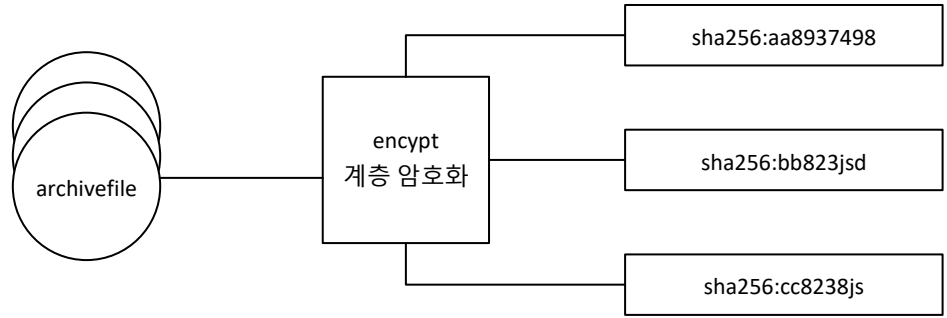 archivefile
encypt
계층 암호화
sha256:aa8937498
sha256:bb823jsd
sha256:cc8238js